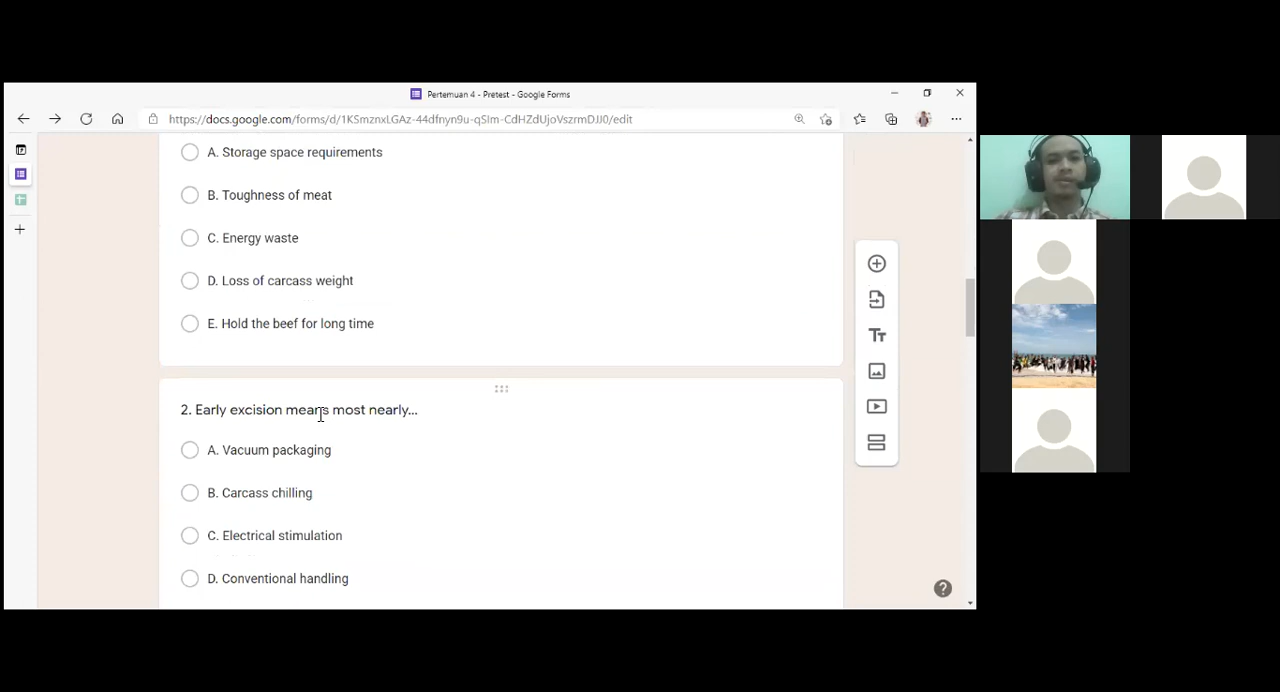 Pertemuan 4 - Pretest - Google Forms
https://docs.google.com/forms/d/1KSmznxLGAz-44dfnyn9u-qSIm-CdHZdUjoVszrmDJJ0/edit
A. Storage space requirements
B. Toughness of meat
C. Energy waste
D. Loss of carcass weight
E. Hold the beef for long time
Tт
2. Early excision means most nearly...
A. Vacuum packaging
B. Carcass chilling
C. Electrical stimulation
D. Conventional handling